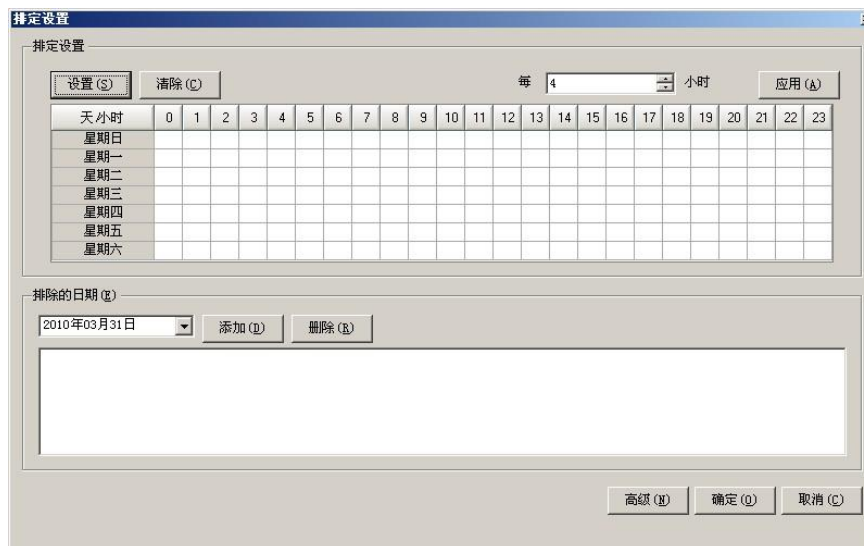 排定设置
排定设置
设置(S) 清除(C) 每 4 小时 应用(A)
天小时 0 1 2 3 4 5 6 7 8 9 10 11 12 13 14 15 16 17 18 19 20 21 22 23
星期日
星期一
星期二
星期三
星期四
星期五
星期六
排除的日期(E)
2010年03月31日 添加(D) 删除(R)
高级(N) 确定(O) 取消(C)